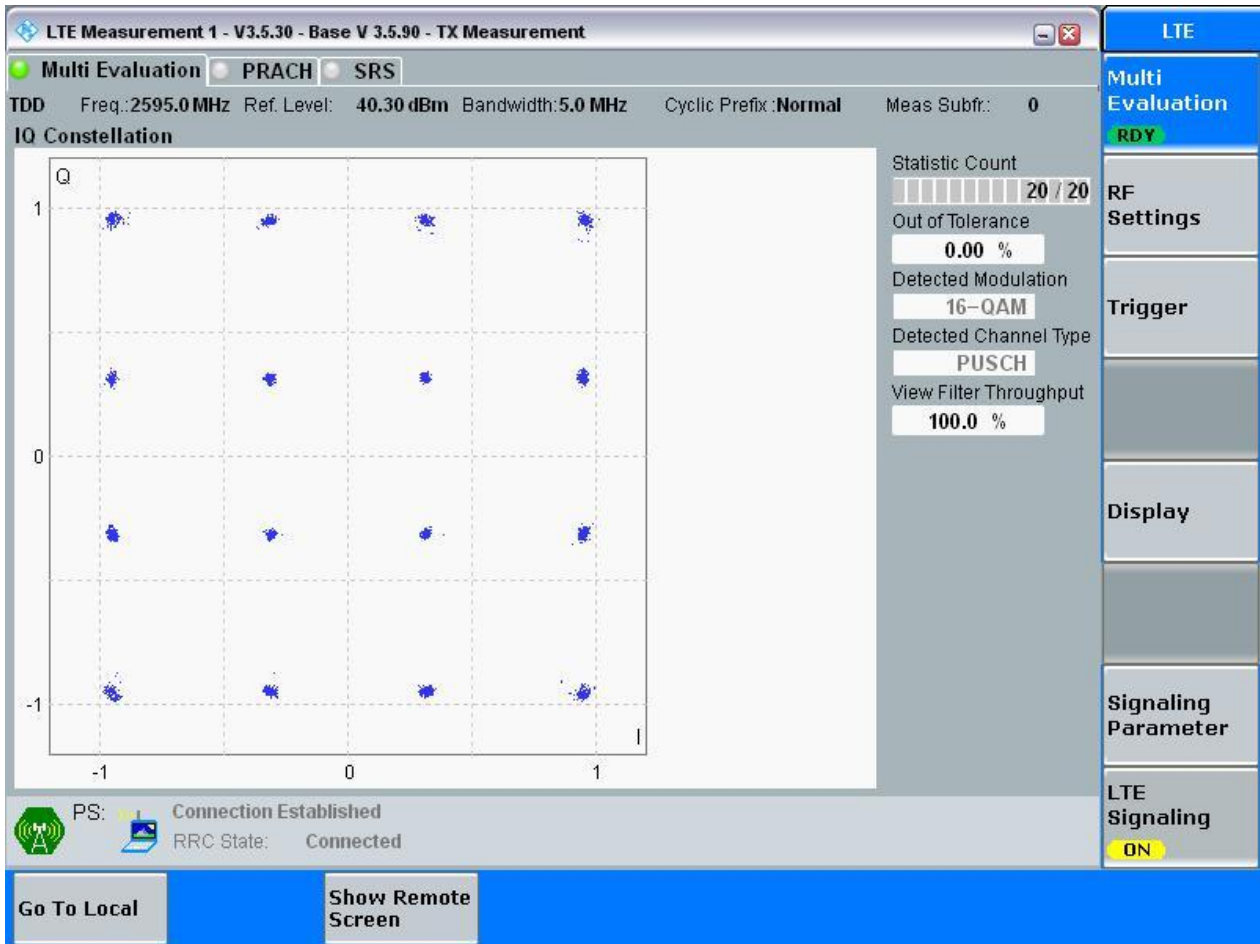 LTE Measurement 1 - V3.5.30 - Base V 3.5.90 - TX Measurement
LTE
Multi Evaluation PRACH SRS
TDD Freq.:2595.0 MHz Ref. Level: 40.30 dBm Bandwidth:5.0 MHz Cyclic Prefix :Normal Meas Subfr.: 0
IQ Constellation
Q
1
0
-1
-1 0 1
I
Statistic Count
20 / 20
Out of Tolerance
0.00 %
Detected Modulation
16-QAM
Detected Channel Type
PUSCH
View Filter Throughput
100.0 %
Multi
Evaluation
RDY
RF
Settings
Trigger
Display
Signaling
Parameter
LTE
Signaling
ON
PS: Connection Established
RRC State: Connected
Go To Local
Show Remote
Screen